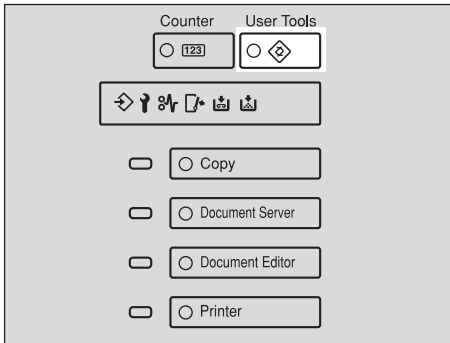 Counter User Tools
123
Copy
Document Server
Document Editor
Printer